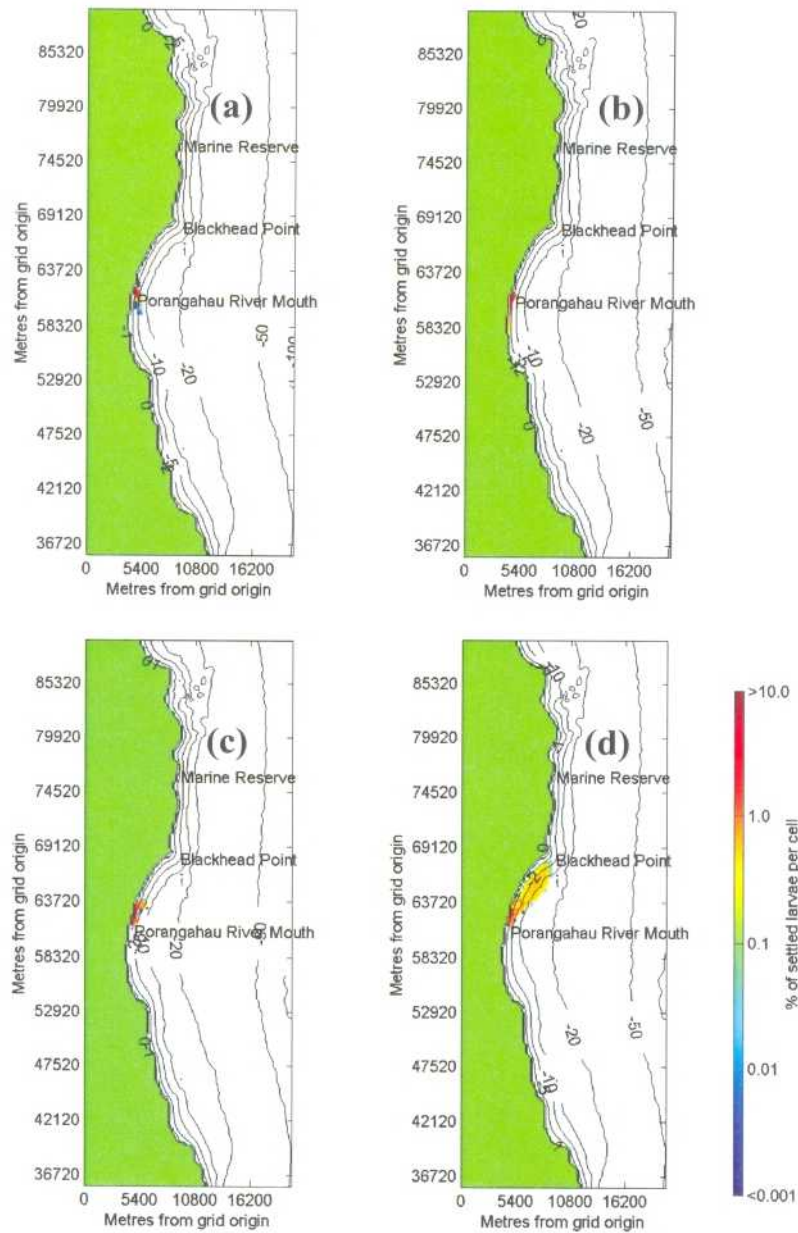 85320
79920
74520
69120
63720
58320
52920
47520
42120
36720
Metres from grid origin
(a)
Marine Reserve
Blackhead Point
Porangahau River Mouth
-10
-20
-50
-100
0
0 5400 10800 16200
Metres from grid origin
85320
79920
74520
69120
63720
58320
52920
47520
42120
36720
Metres from grid origin
-20
(b)
Marine Reserve
Blackhead Point
Porangahau River Mouth
-10
-20
-50
0
0 5400 10800 16200
Metres from grid origin
85320
79920
74520
69120
63720
58320
52920
47520
42120
36720
Metres from grid origin
(c)
Marine Reserve
Blackhead Point
Porangahau River Mouth
-20
-50
0 5400 10800 16200
Metres from grid origin
85320
79920
74520
69120
63720
58320
52920
47520
42120
36720
Metres from grid origin
-10
(d)
Marine Reserve
Blackhead Point
Porangahau River Mouth
0
-20
-50
-10
0 5400 10800 16200
Metres from grid origin
>10.0
1.0
0.1
0.01
<0.001
% of settled larvae per cell